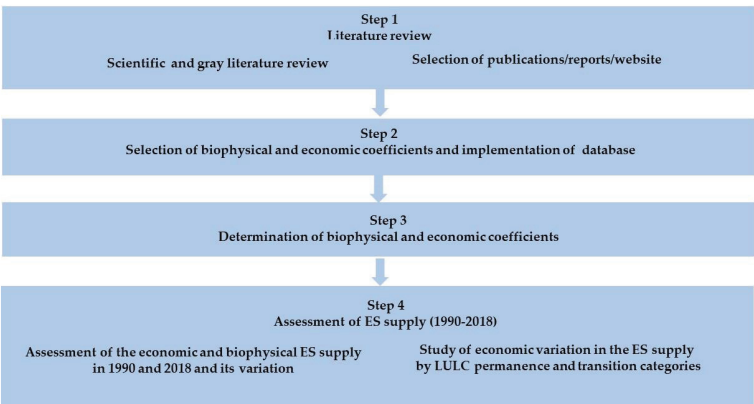 Step 1
Literature review
Scientific and gray literature review
Selection of publications/reports/website
Step 2
Selection of biophysical and economic coefficients and implementation of database
Step 3
Determination of biophysical and economic coefficients
Step 4
Assessment of ES supply (1990-2018)
Assessment of the economic and biophysical ES supply
in 1990 and 2018 and its variation
Study of economic variation in the ES supply
by LULC permanence and transition categories